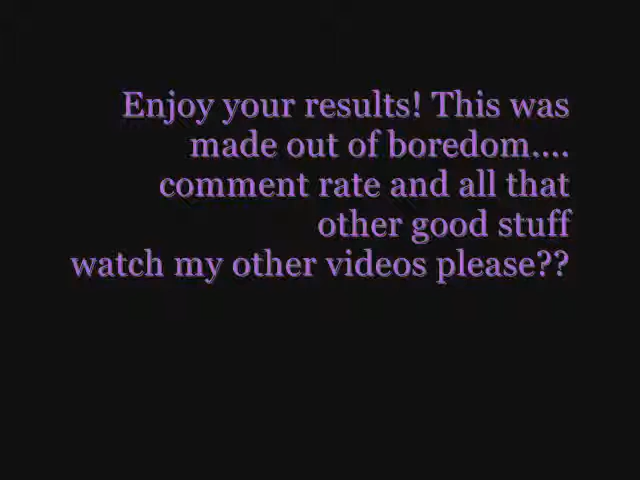 Enjoy your results! This was
made out of boredom....
comment rate and all that
other good stuff
watch my other videos please??